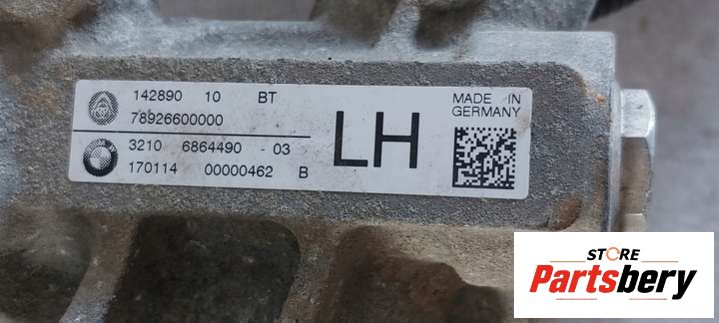 142890 10 BT
78926600000
3210 6864490 - 03
170114 00000462 B
LH
MADE IN
GERMANY
STORE
Partsbery